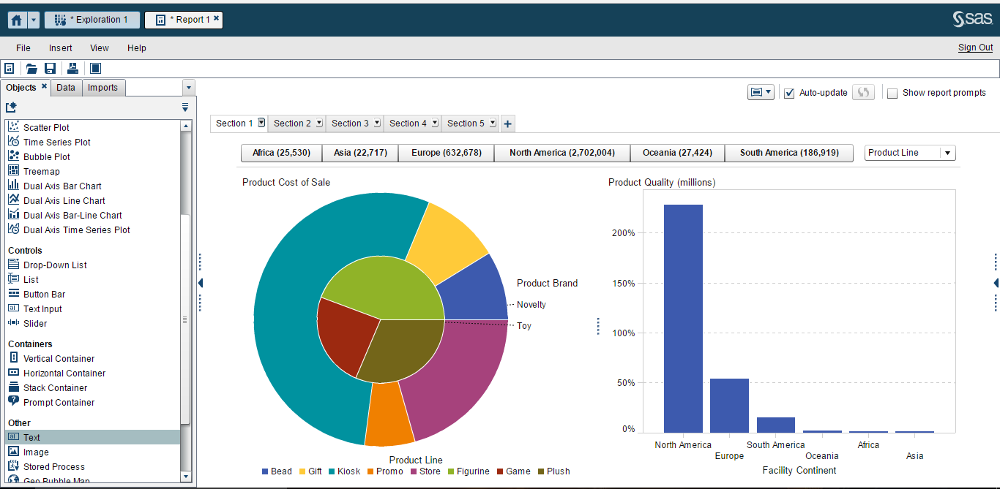 * Exploration 1
* Report 1
sas
File Insert View Help
Sign Out
Objects Data Imports
Auto-update
Show report prompts
Scatter Plot
Time Series Plot
Bubble Plot
Treemap
Dual Axis Bar Chart
Dual Axis Line Chart
Dual Axis Bar-Line Chart
Dual Axis Time Series Plot
Controls
Drop-Down List
List
Button Bar
Text Input
Slider
Containers
Vertical Container
Horizontal Container
Stack Container
Prompt Container
Other
Text
Image
Stored Process
Geo Bubble Map
Section 1 Section 2 Section 3 Section 4 Section 5
Africa (25,530) Asia (22,717) Europe (632,678) North America (2,702,004) Oceania (27,424) South America (186,919) Product Line
Product Cost of Sale
Product Brand
Novelty
Toy
Product Line
Bead Gift Kiosk Promo Store Figurine Game Plush
Product Quality (millions)
200%
150%
100%
50%
0%
North America South America Africa
Europe Oceania Asia
Facility Continent